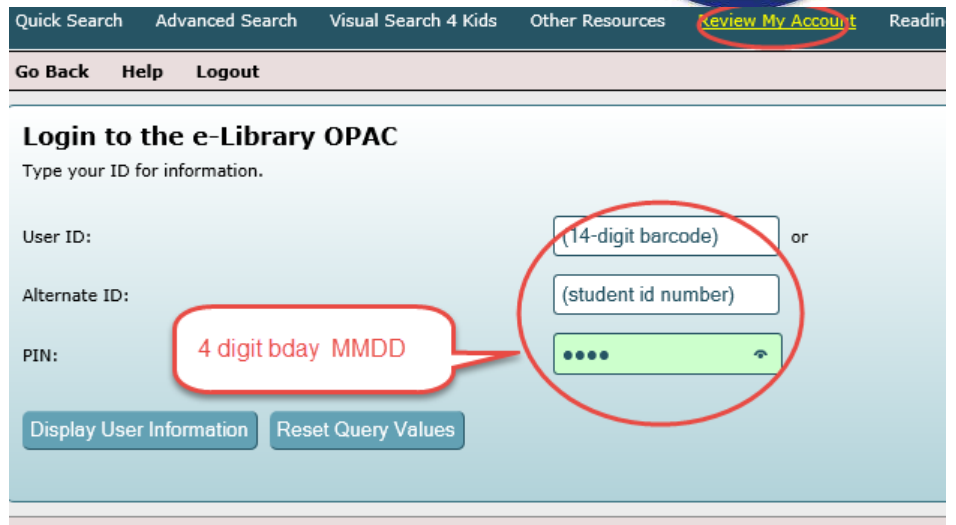 Quick Search Advanced Search Visual Search 4 Kids Other Resources Review My Account Readin
Go Back Help Logout
Login to the e-Library OPAC
Type your ID for information.
User ID: (14-digit barcode) or
Alternate ID: (student id number)
PIN: 4 digit bday MMDD ••••
Display User Information Reset Query Values